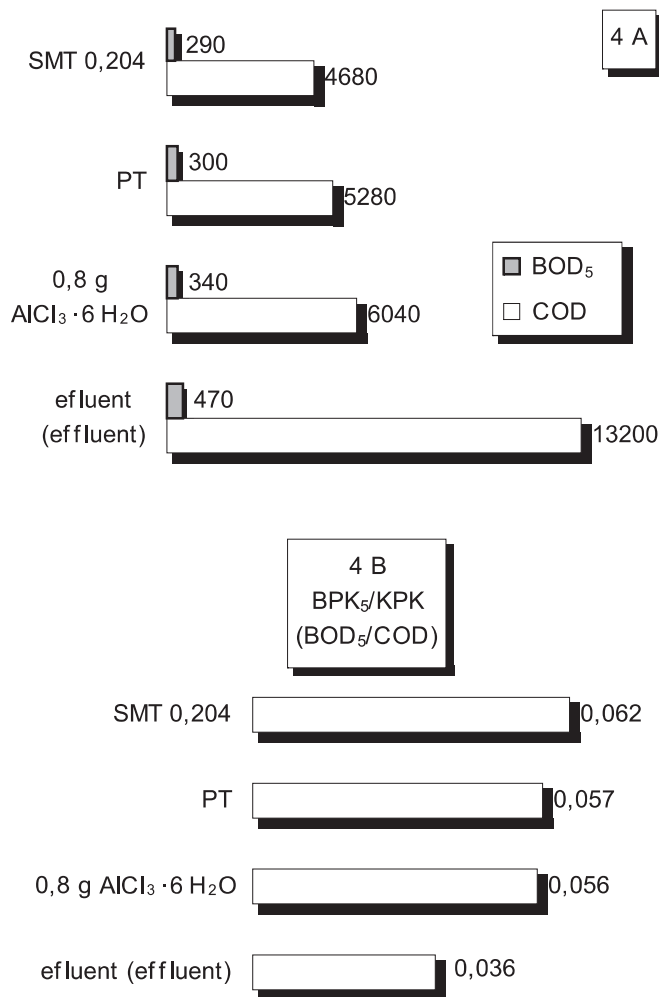 4 A
SMT 0,204
290
4680
PT
300
5280
0,8 g
AlCl₃ · 6 H₂O
340
6040
BOD₅
COD
efluent
(effluent)
470
13200
4 B
BPK₅/KPK
(BOD₅/COD)
SMT 0,204
0,062
PT
0,057
0,8 g AlCl₃ · 6 H₂O
0,056
efluent (effluent)
0,036